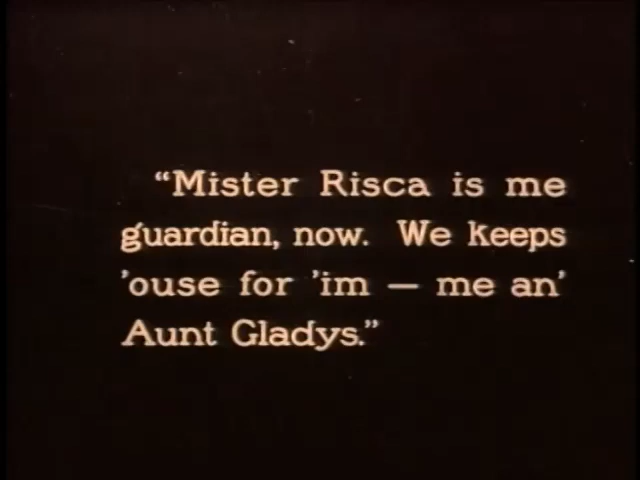 “Mister Risca is me
guardian, now. We keeps
’ouse for ’im — me an’
Aunt Gladys.”